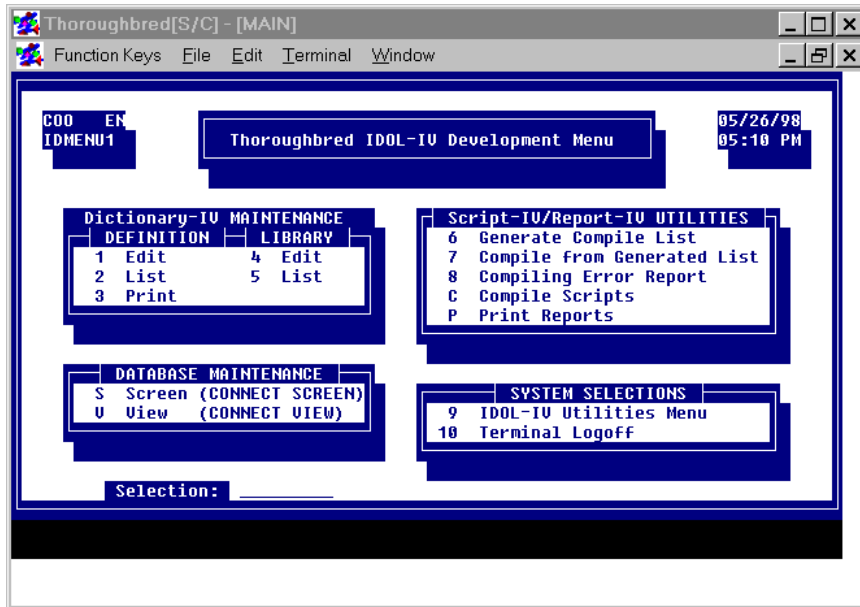 Thoroughbred[S/C] - [MAIN]
Function Keys File Edit Terminal Window
COO EN
IDMENU1
Thoroughbred IDOL-IV Development Menu
05/26/98
05:10 PM
Dictionary-IV MAINTENANCE
DEFINITION LIBRARY
1 Edit 4 Edit
2 List 5 List
3 Print
Script-IV/Report-IV UTILITIES
6 Generate Compile List
7 Compile from Generated List
8 Compiling Error Report
C Compile Scripts
P Print Reports
DATABASE MAINTENANCE
S Screen (CONNECT SCREEN)
V View (CONNECT VIEW)
SYSTEM SELECTIONS
9 IDOL-IV Utilities Menu
10 Terminal Logoff
Selection: